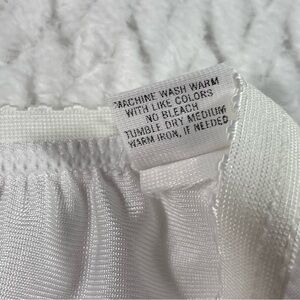 MACHINE WASH WARM
WITH LIKE COLORS
NO BLEACH
TUMBLE DRY MEDIUM
WARM IRON, IF NEEDED